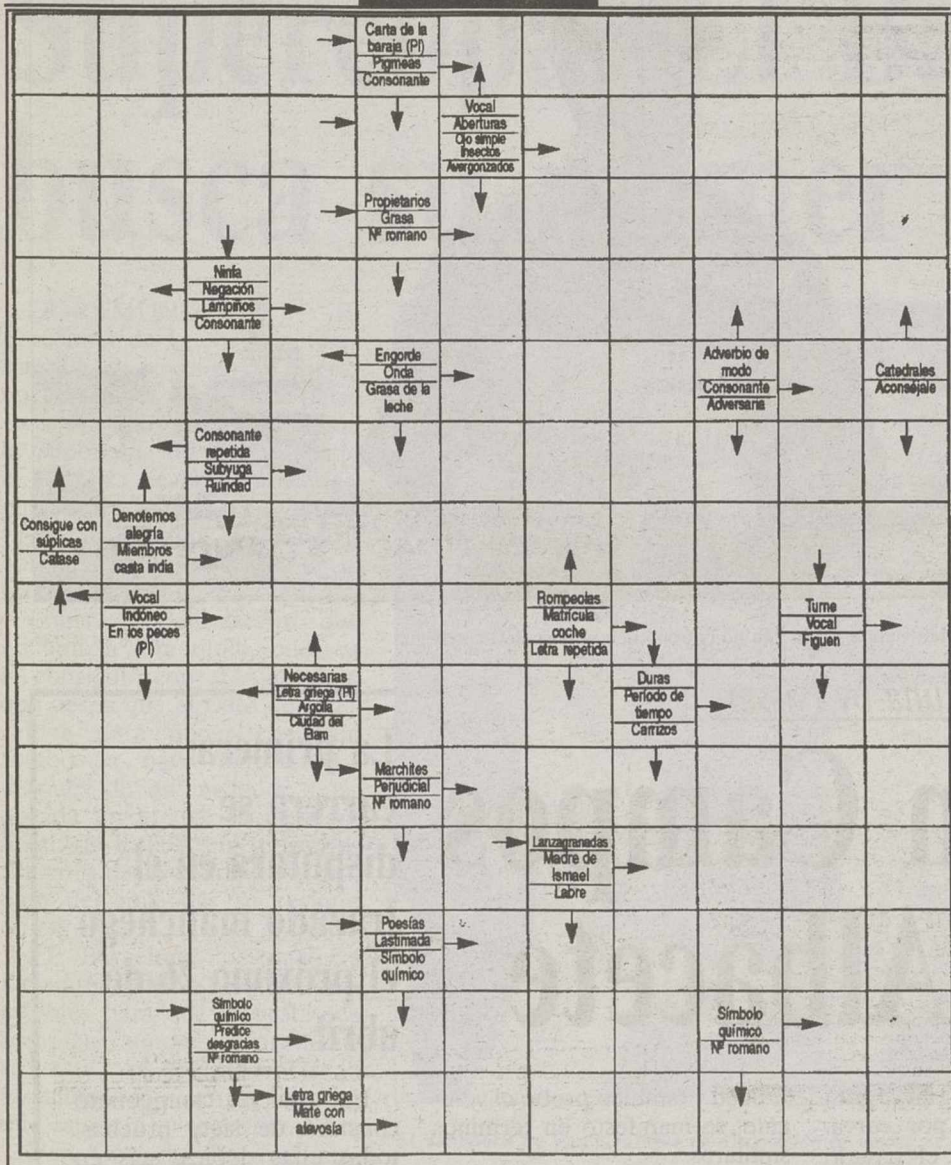 Carta de la
baraja (Pl)
Pigmeas
Consonante
Vocal
Aberturas
Ojo simple
Insectos
Avergonzados
Propietarios
Grasa
Nº romano
Ninfa
Negación
Lampiños
Consonante
Engorde
Onda
Grasa de la
leche
Adverbio de
modo
Consonante
Adversaria
Catedrales
Aconséjale
Consonante
repetida
Subyuga
Ruindad
Consigue con
súplicas
Cafase
Denotemos
alegría
Miembros
casta india
Vocal
Indóneo
En los peces
(Pl)
Rompeolas
Matrícula
coche
Letra repetida
Turne
Vocal
Figuen
Necesarias
Letra griega (Pl)
Argolla
Ciudad del
Elam
Duras
Período de
tiempo
Carrizos
Marchites
Perjudicial
Nº romano
Lanzagranadas
Madre de
Ismael
Labre
Poesías
Lastimada
Símbolo
químico
Símbolo
químico
Predice
desgracias
Nº romano
Símbolo
químico
Nº romano
Letra griega
Mate con
alevosía